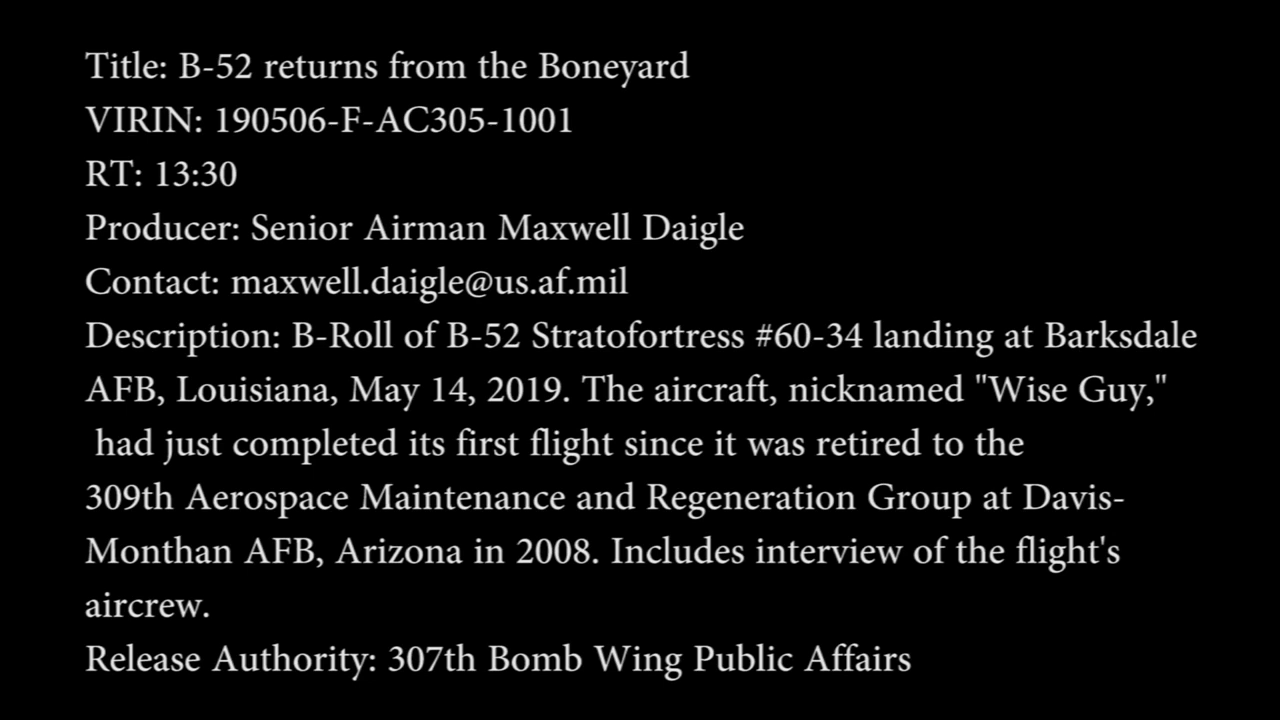 Title: B-52 returns from the Boneyard
VIRIN: 190506-F-AC305-1001
RT: 13:30
Producer: Senior Airman Maxwell Daigle
Contact: maxwell.daigle@us.af.mil
Description: B-Roll of B-52 Stratofortress #60-34 landing at Barksdale
AFB, Louisiana, May 14, 2019. The aircraft, nicknamed "Wise Guy,"
had just completed its first flight since it was retired to the
309th Aerospace Maintenance and Regeneration Group at Davis-
Monthan AFB, Arizona in 2008. Includes interview of the flight's
aircrew.
Release Authority: 307th Bomb Wing Public Affairs